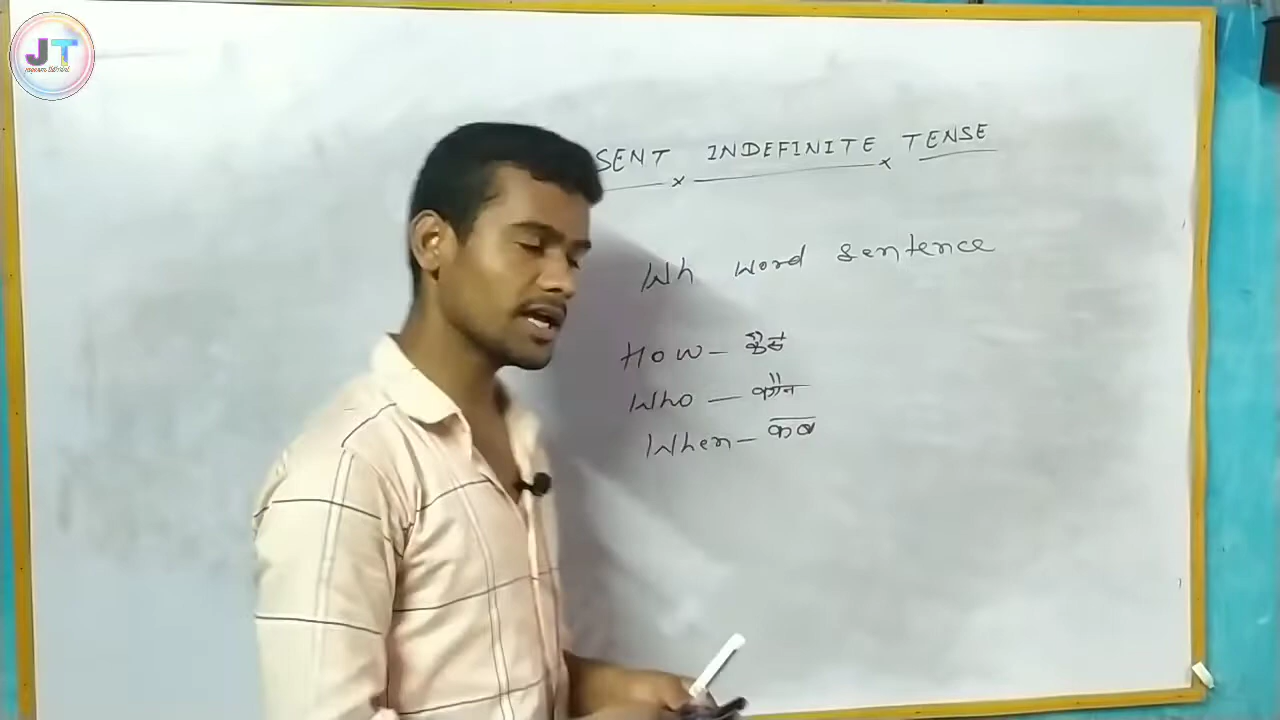 JT
SENT INDEFINITE TENSE
Wh word sentence
How - कैसे
Who - कौन
When - कब